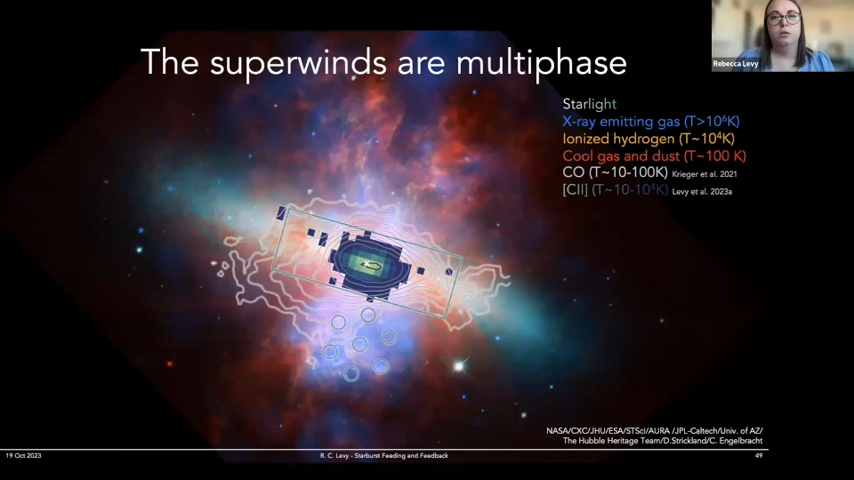 The superwinds are multiphase
Rebecca Levy
Starlight
X-ray emitting gas (T>10⁶K)
Ionized hydrogen (T~10⁴K)
Cool gas and dust (T~100 K)
CO (T~10-100K) Krieger et al. 2021
[CII] (T~10-10⁴K) Levy et al. 2023a
NASA/CXC/JHU/ESA/STScI/AURA /JPL-Caltech/Univ. of AZ/
The Hubble Heritage Team/D.Strickland/C. Engelbracht
19 Oct 2023
R. C. Levy - Starburst Feeding and Feedback
49